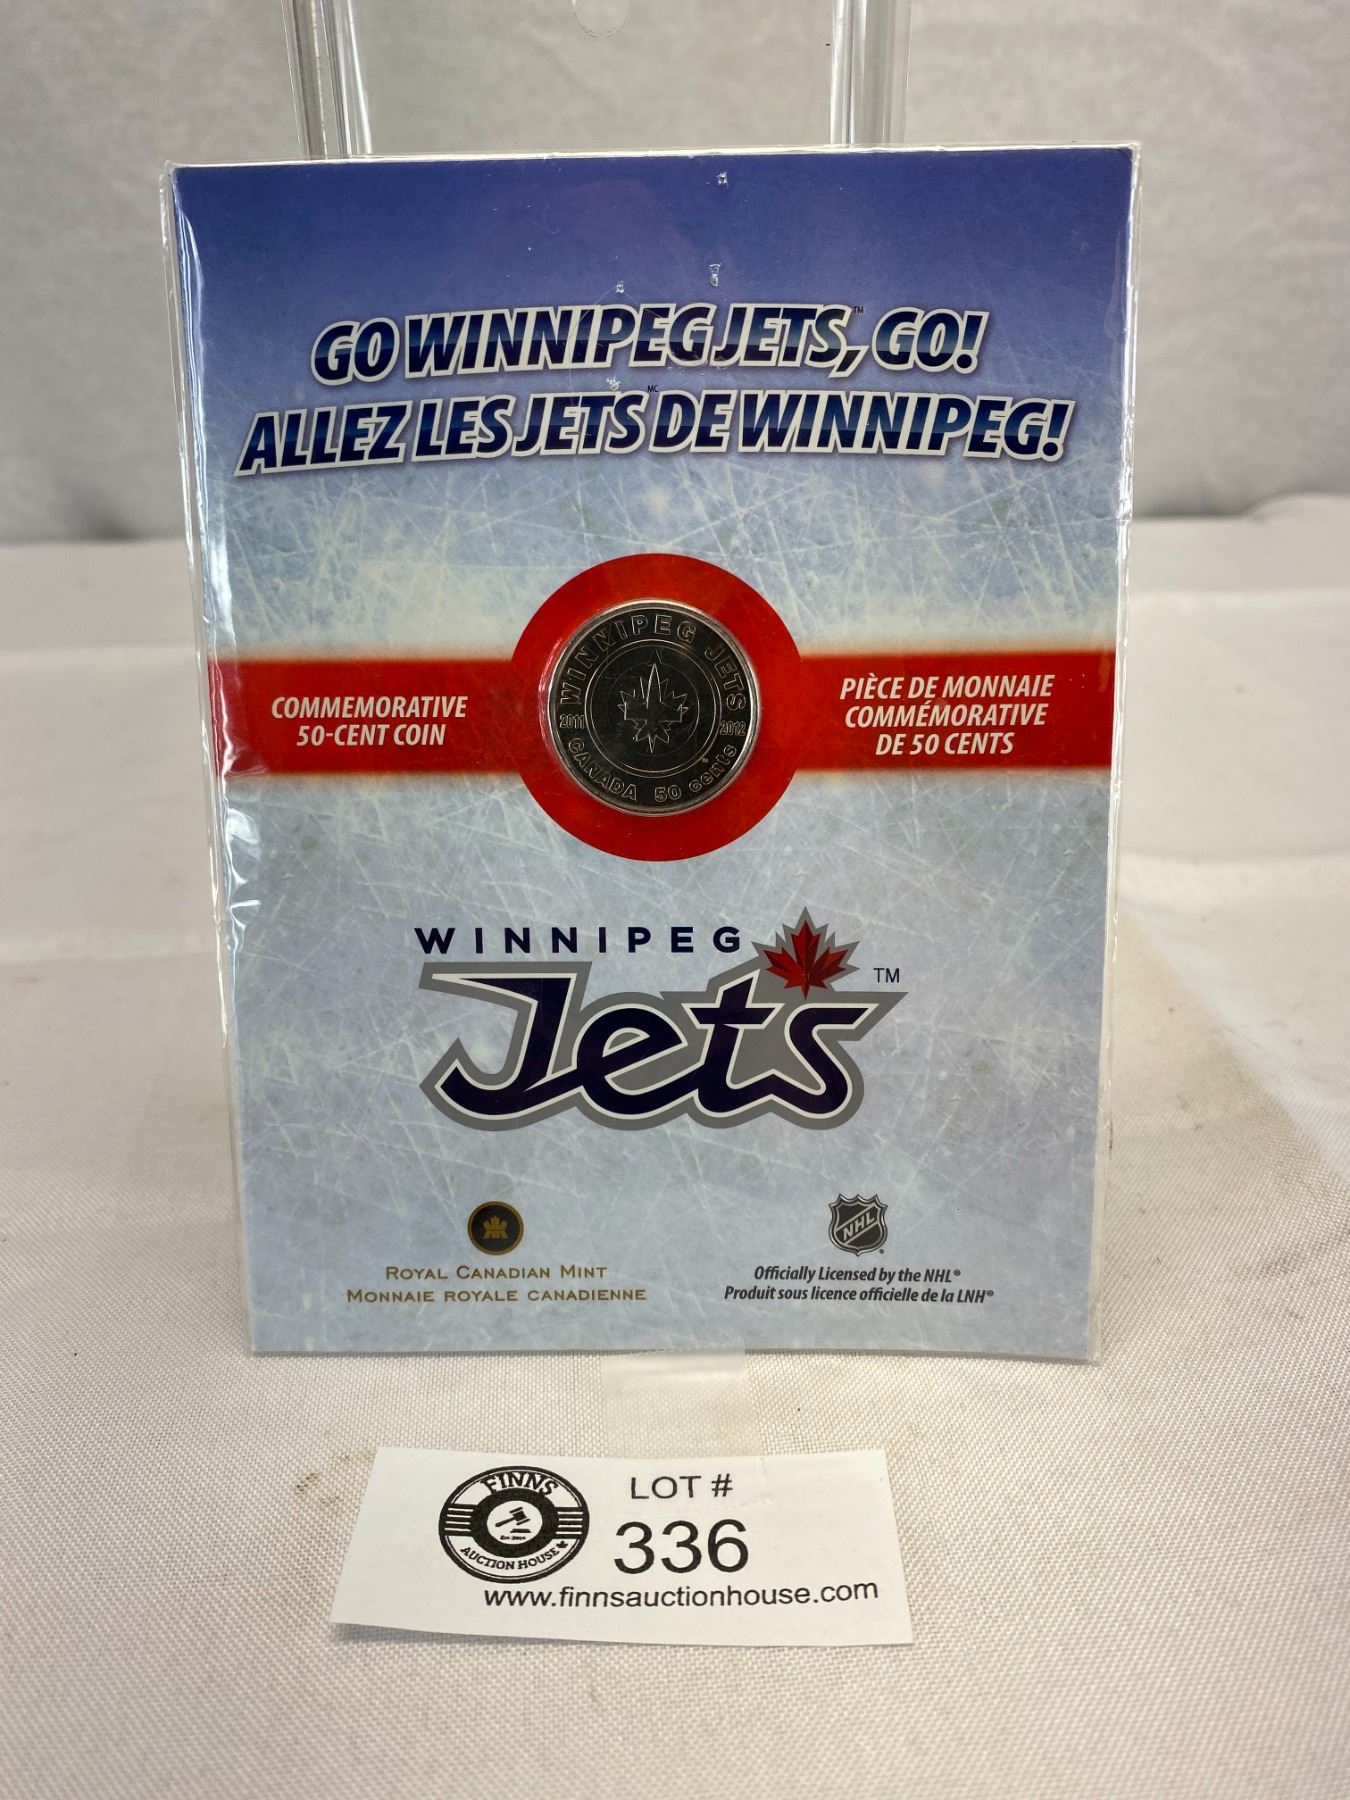 GO WINNIPEG JETS,™ GO!
ALLEZ LES JETS MC DE WINNIPEG!
COMMEMORATIVE
50-CENT COIN
WINNIPEG JETS
2011 2012
CANADA 50 cents
PIÈCE DE MONNAIE
COMMÉMORATIVE
DE 50 CENTS
WINNIPEG
Jets ™
ROYAL CANADIAN MINT
MONNAIE ROYALE CANADIENNE
NHL
Officially Licensed by the NHL®
Produit sous licence officielle de la LNH®
FINNS
AUCTION HOUSE
LOT #
336
www.finnsauctionhouse.com